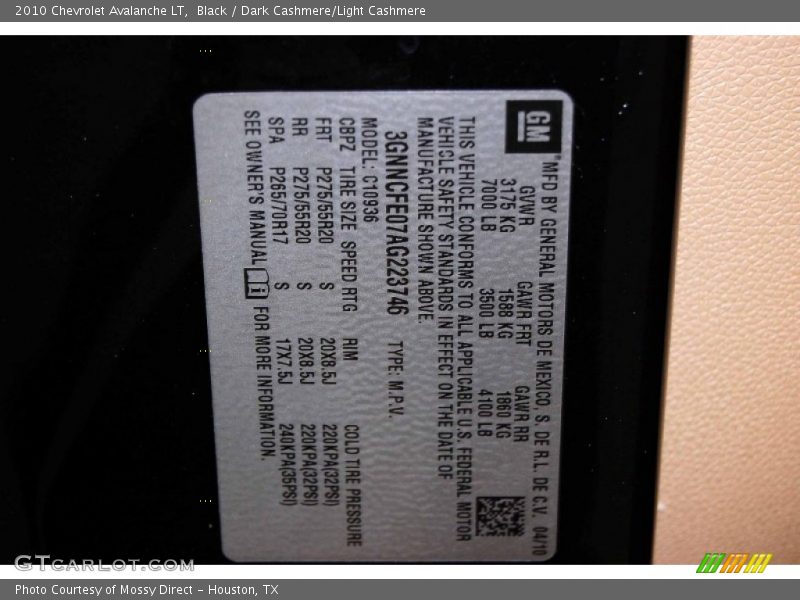 2010 Chevrolet Avalanche LT, Black / Dark Cashmere/Light Cashmere
GM
MFD BY GENERAL MOTORS DE MEXICO, S. DE R.L. DE C.V. 04/10
GVWR GAWR FRT GAWR RR
3175 KG 1588 KG 1860 KG
7000 LB 3500 LB 4100 LB
THIS VEHICLE CONFORMS TO ALL APPLICABLE U.S. FEDERAL MOTOR
VEHICLE SAFETY STANDARDS IN EFFECT ON THE DATE OF
MANUFACTURE SHOWN ABOVE.
3GNNCFE07AG223746 TYPE: M.P.V.
MODEL: C10936
CBPZ TIRE SIZE SPEED RTG RIM COLD TIRE PRESSURE
FRT P275/55R20 S 20X8.5J 220KPA(32PSI)
RR P275/55R20 S 20X8.5J 220KPA(32PSI)
SPA P265/70R17 S 17X7.5J 240KPA(35PSI)
SEE OWNER'S MANUAL i FOR MORE INFORMATION.
GTCARLOT.COM
Photo Courtesy of Mossy Direct - Houston, TX